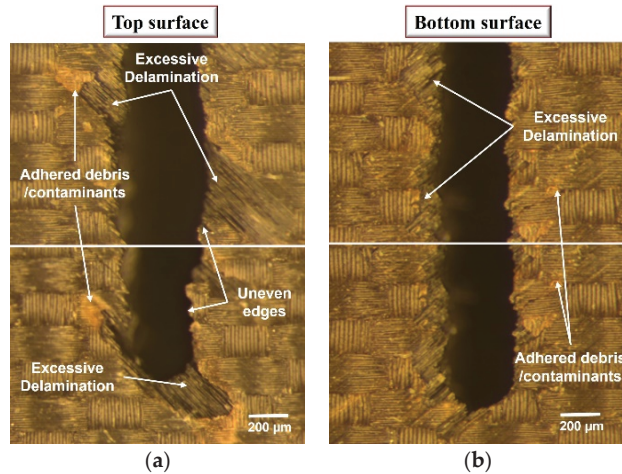 Top surface
Excessive
Delamination
Adhered debris
/contaminants
Uneven
edges
Excessive
Delamination
200 µm
(a)
Bottom surface
Excessive
Delamination
Adhered debris
/contaminants
200 µm
(b)